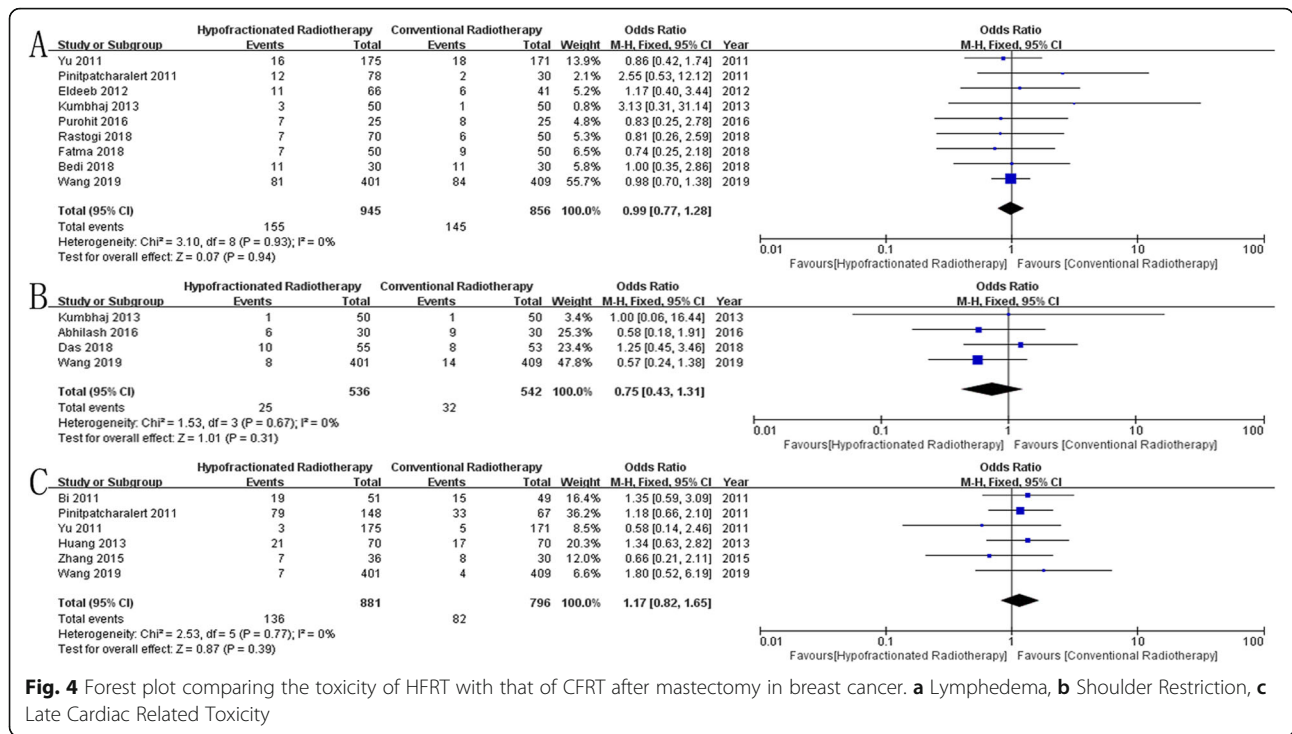 A
Hypofractionated Radiotherapy Conventional Radiotherapy Odds Ratio Odds Ratio
Study or Subgroup Events Total Events Total Weight M-H, Fixed, 95% CI Year M-H, Fixed, 95% CI
Yu 2011 16 175 18 171 13.9% 0.86 [0.42, 1.74] 2011
Pinitpatcharalert 2011 12 78 2 30 2.1% 2.55 [0.53, 12.12] 2011
Eldeeb 2012 11 66 6 41 5.2% 1.17 [0.40, 3.44] 2012
Kumbhaj 2013 3 50 1 50 0.8% 3.13 [0.31, 31.14] 2013
Purohit 2016 7 25 8 25 4.8% 0.83 [0.25, 2.78] 2016
Rastogi 2018 7 70 6 50 5.3% 0.81 [0.26, 2.59] 2018
Fatma 2018 7 50 9 50 6.5% 0.74 [0.25, 2.18] 2018
Bedi 2018 11 30 11 30 5.8% 1.00 [0.35, 2.86] 2018
Wang 2019 81 401 84 409 55.7% 0.98 [0.70, 1.38] 2019
Total (95% CI) 945 856 100.0% 0.99 [0.77, 1.28]
Total events 155 145
Heterogeneity: Chi² = 3.10, df = 8 (P = 0.93); I² = 0%
Test for overall effect: Z = 0.07 (P = 0.94)
0.01 0.1 1 10 100
Favours[Hypofractionated Radiotherapy] Favours [Conventional Radiotherapy]
B
Hypofractionated Radiotherapy Conventional Radiotherapy Odds Ratio Odds Ratio
Study or Subgroup Events Total Events Total Weight M-H, Fixed, 95% CI Year M-H, Fixed, 95% CI
Kumbhaj 2013 1 50 1 50 3.4% 1.00 [0.06, 16.44] 2013
Abhilash 2016 6 30 9 30 25.3% 0.58 [0.18, 1.91] 2016
Das 2018 10 55 8 53 23.4% 1.25 [0.45, 3.46] 2018
Wang 2019 8 401 14 409 47.8% 0.57 [0.24, 1.38] 2019
Total (95% CI) 536 542 100.0% 0.75 [0.43, 1.31]
Total events 25 32
Heterogeneity: Chi² = 1.53, df = 3 (P = 0.67); I² = 0%
Test for overall effect: Z = 1.01 (P = 0.31)
0.01 0.1 1 10 100
Favours[Hypofractionated Radiotherapy] Favours [Conventional Radiotherapy]
C
Hypofractionated Radiotherapy Conventional Radiotherapy Odds Ratio Odds Ratio
Study or Subgroup Events Total Events Total Weight M-H, Fixed, 95% CI Year M-H, Fixed, 95% CI
Bi 2011 19 51 15 49 16.4% 1.35 [0.59, 3.09] 2011
Pinitpatcharalert 2011 79 148 33 67 36.2% 1.18 [0.66, 2.10] 2011
Yu 2011 3 175 5 171 8.5% 0.58 [0.14, 2.46] 2011
Huang 2013 21 70 17 70 20.3% 1.34 [0.63, 2.82] 2013
Zhang 2015 7 36 8 30 12.0% 0.66 [0.21, 2.11] 2015
Wang 2019 7 401 4 409 6.6% 1.80 [0.52, 6.19] 2019
Total (95% CI) 881 796 100.0% 1.17 [0.82, 1.65]
Total events 136 82
Heterogeneity: Chi² = 2.53, df = 5 (P = 0.77); I² = 0%
Test for overall effect: Z = 0.87 (P = 0.39)
0.01 0.1 1 10 100
Favours[Hypofractionated Radiotherapy] Favours [Conventional Radiotherapy]
Fig. 4 Forest plot comparing the toxicity of HFRT with that of CFRT after mastectomy in breast cancer. a Lymphedema, b Shoulder Restriction, c
Late Cardiac Related Toxicity